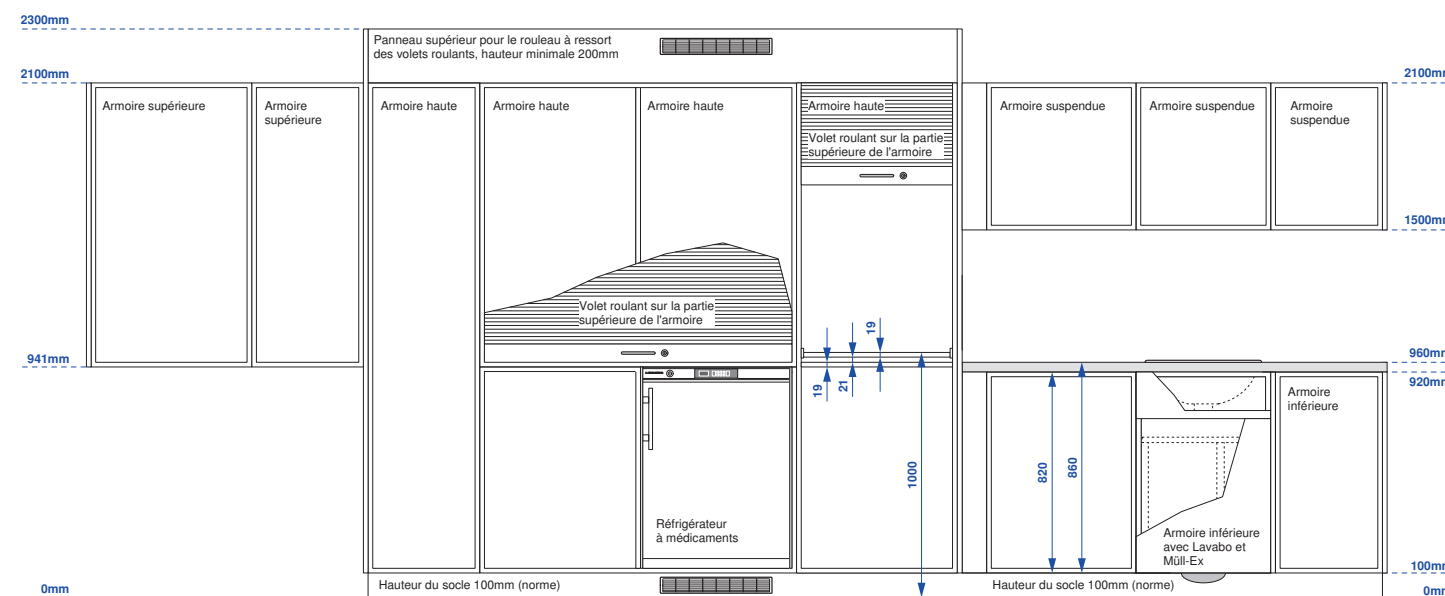 2300mm
Panneau supérieur pour le rouleau à ressort
des volets roulants, hauteur minimale 200mm
2100mm
2100mm
Armoire supérieure
Armoire
supérieure
Armoire haute
Armoire haute
Armoire haute
Armoire haute
Volet roulant sur la partie
supérieure de l'armoire
Armoire suspendue
Armoire suspendue
Armoire
suspendue
1500mm
Volet roulant sur la partie
supérieure de l'armoire
941mm
19
21
19
1000
960mm
920mm
820
860
Armoire
inférieure
Réfrigérateur
à médicaments
Armoire inférieure
avec Lavabo et
Müll-Ex
Hauteur du socle 100mm (norme)
Hauteur du socle 100mm (norme)
100mm
0mm
0mm